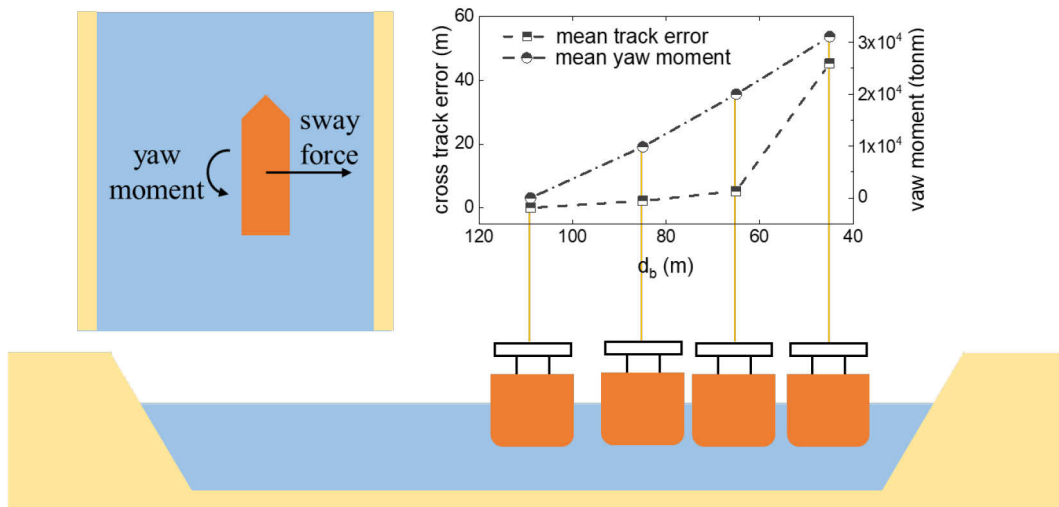 yaw
moment
sway
force
cross track error (m)
60
40
20
0
mean track error
mean yaw moment
3x10⁴
2x10⁴
1x10⁴
0
yaw moment (tonm)
120
100
80
60
40
d_b (m)